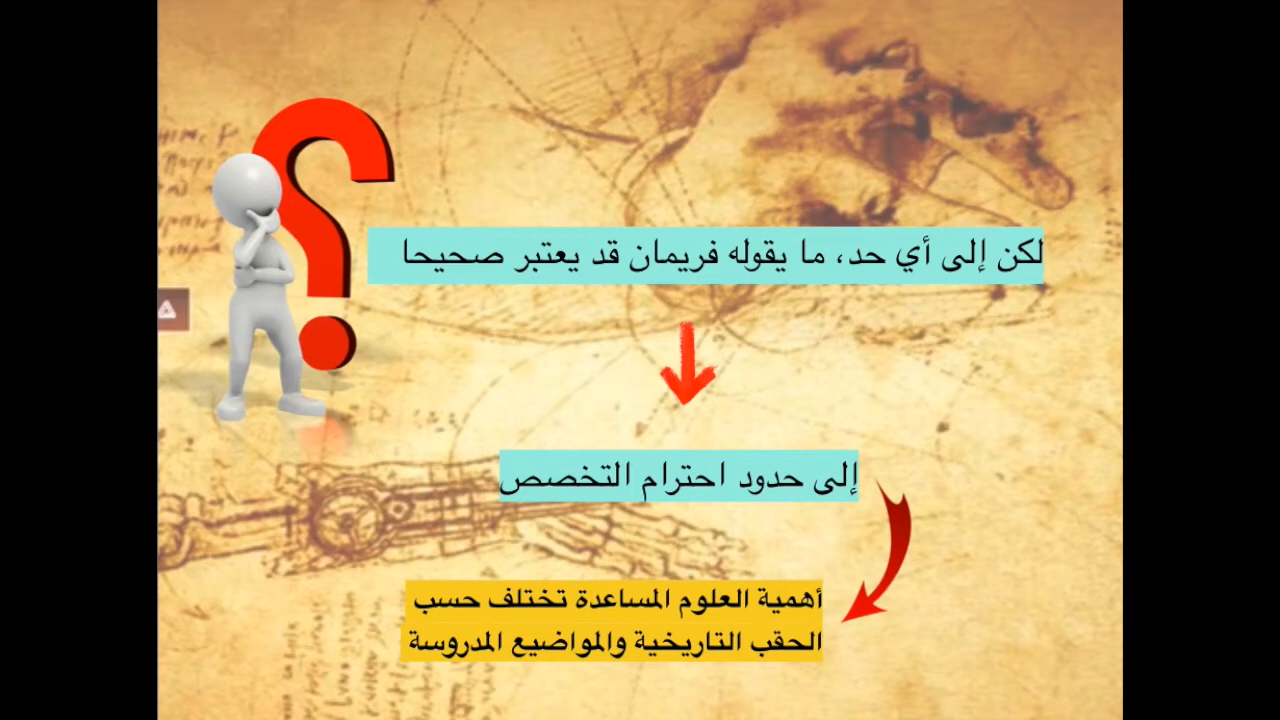 لكن إلى أي حد، ما يقوله فريمان قد يعتبر صحيحا
إلى حدود احترام التخصص
أهمية العلوم المساعدة تختلف حسب
الحقب التاريخية والمواضيع المدروسة